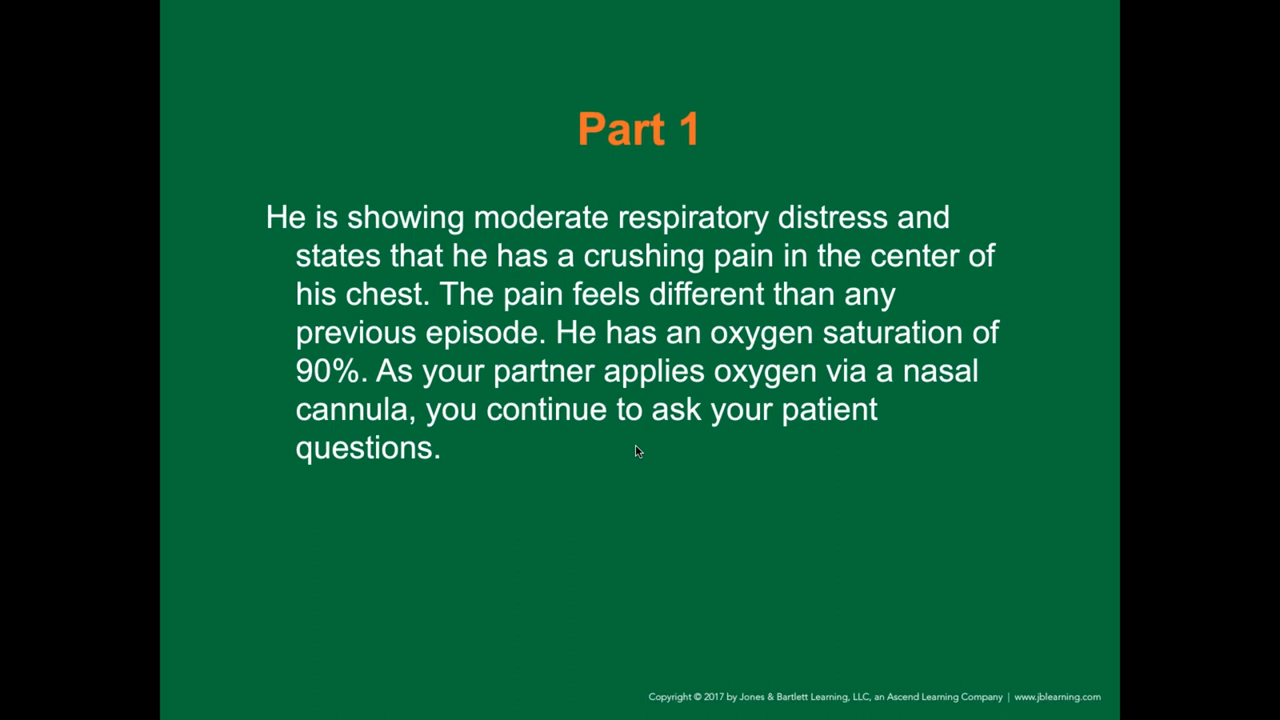 Part 1
He is showing moderate respiratory distress and
states that he has a crushing pain in the center of
his chest. The pain feels different than any
previous episode. He has an oxygen saturation of
90%. As your partner applies oxygen via a nasal
cannula, you continue to ask your patient
questions.
Copyright © 2017 by Jones & Bartlett Learning, LLC, an Ascend Learning Company | www.jblearning.com